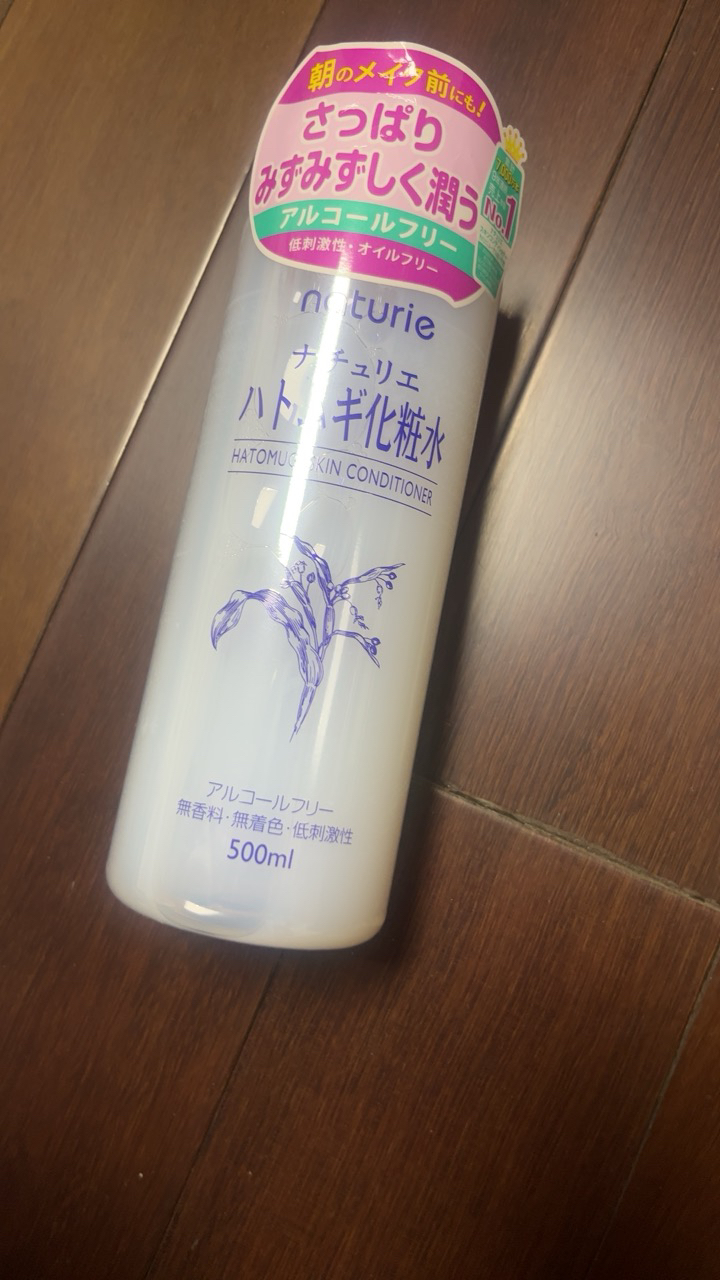 朝のメイク前にも!
さっぱり
みずみずしく潤う
アルコールフリー
低刺激性・オイルフリー
No.1
naturie
ナチュリエ
ハトムギ化粧水
HATOMUGI SKIN CONDITIONER
アルコールフリー
無香料・無着色・低刺激性
500ml